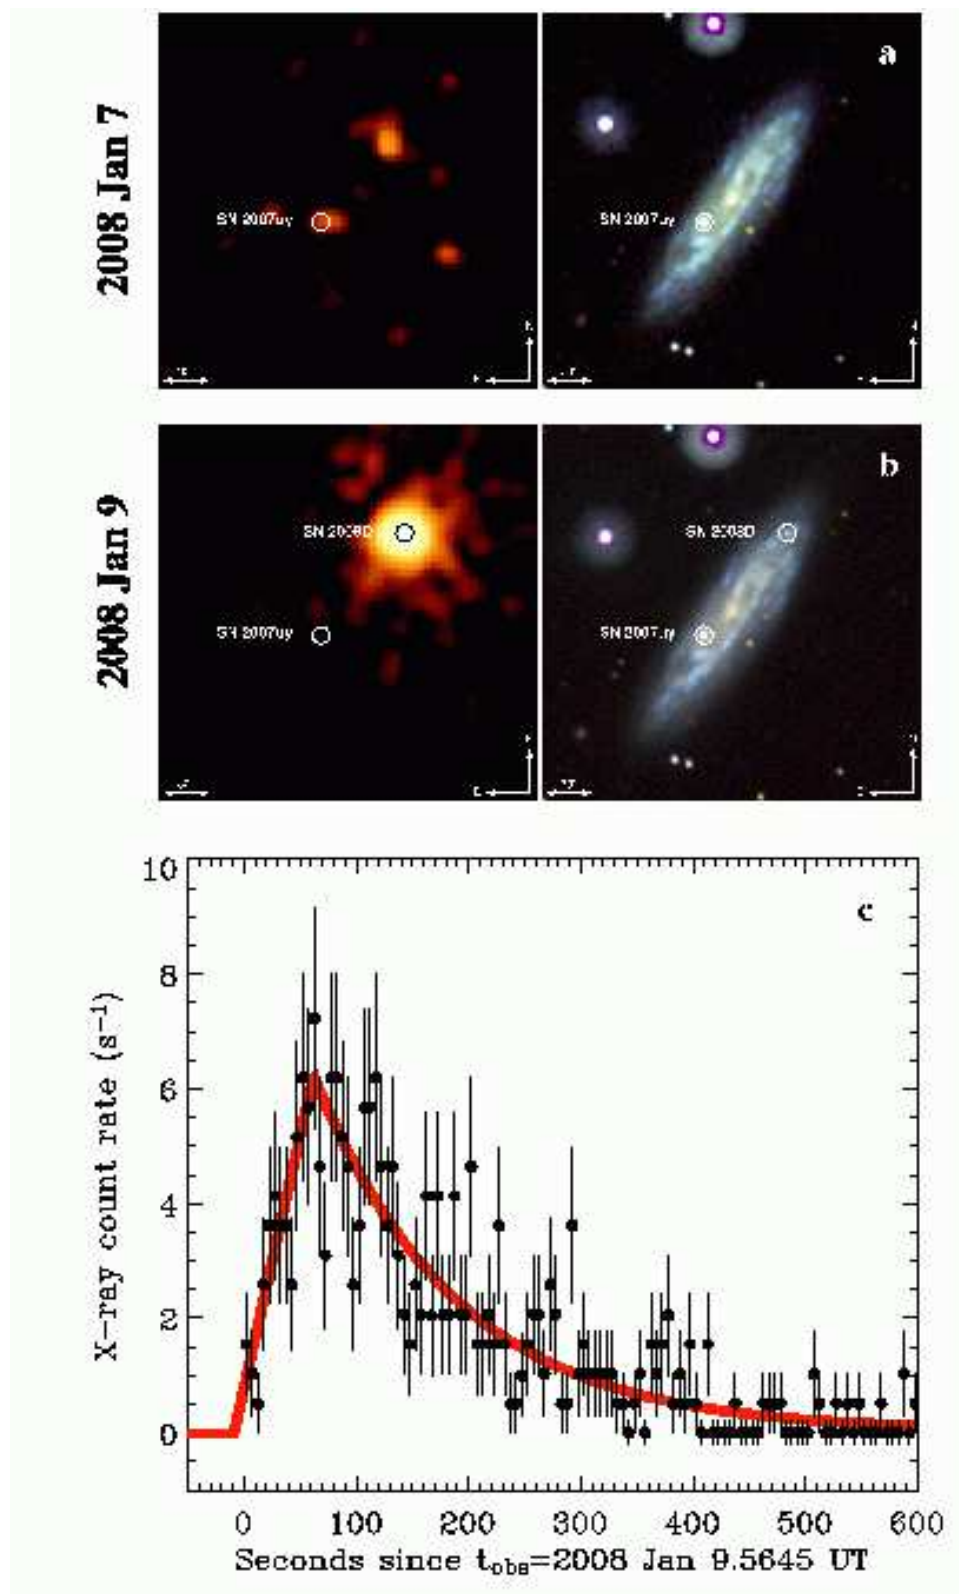 2008 Jan 7
SN 2007uy
SN 2007uy
a
2008 Jan 9
SN 2008D
SN 2007uy
SN 2008D
SN 2007uy
b
c
X-ray count rate (s⁻¹)
10
8
6
4
2
0
0 100 200 300 400 500 600
Seconds since t_obs=2008 Jan 9.5645 UT